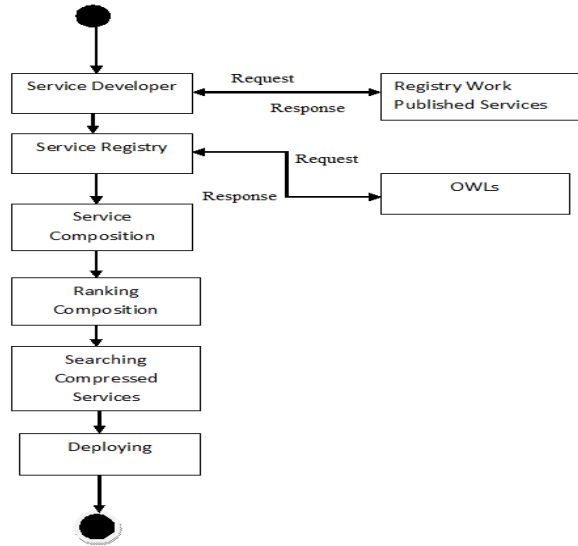 Service Developer
Request
Response
Registry Work
Published Services
Service Registry
Request
Response
OWLs
Service
Composition
Ranking
Composition
Searching
Compressed
Services
Deploying